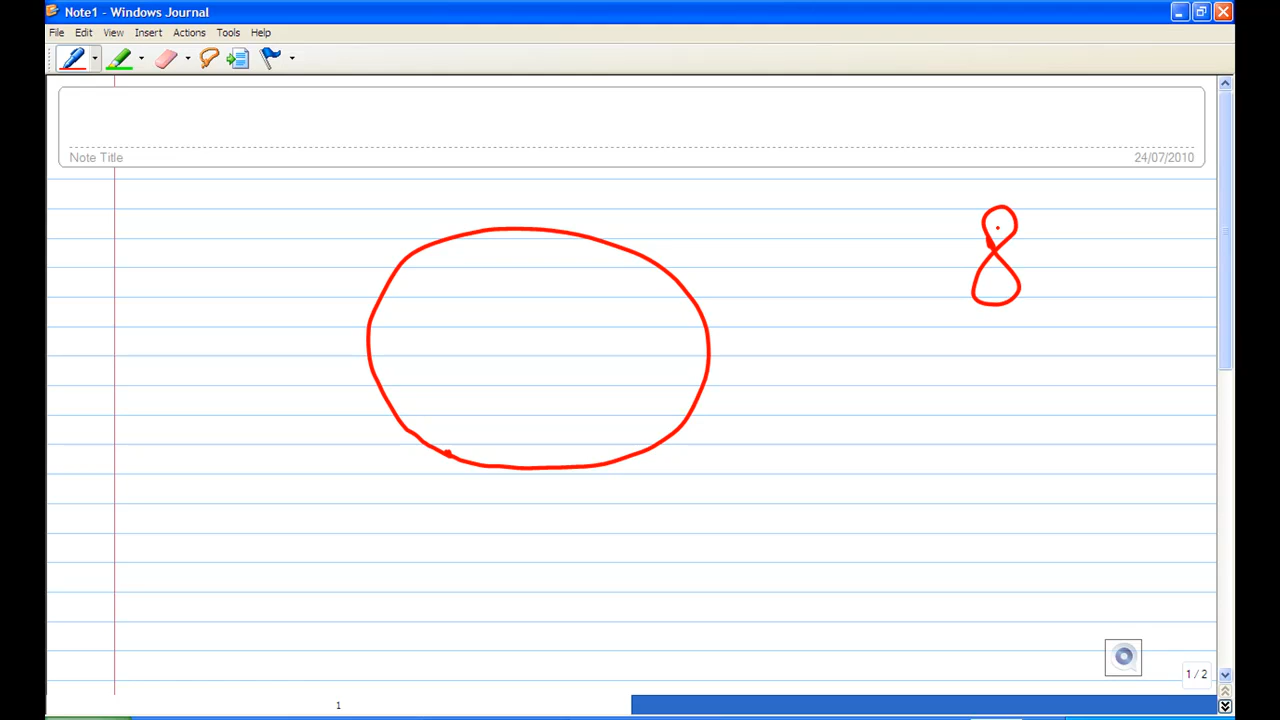 Note1 - Windows Journal
File Edit View Insert Actions Tools Help
Note Title
24/07/2010
8
1 / 2
1